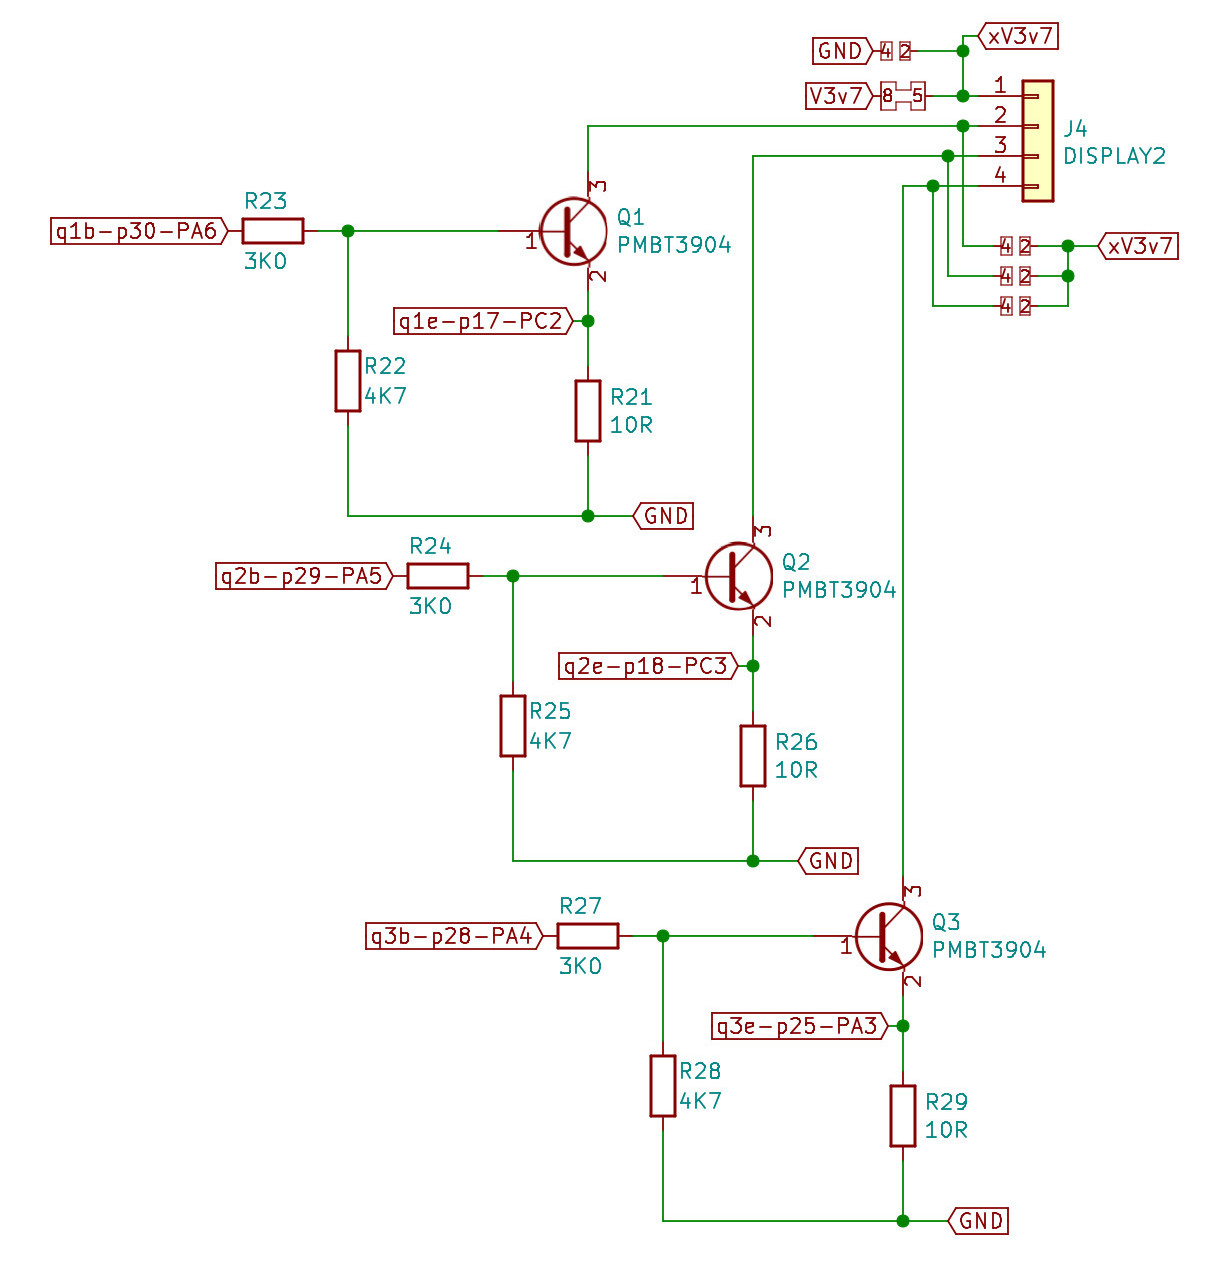 xV3v7
GND 4 2
V3v7 8 5
1
2
3
4
J4
DISPLAY2
4 2 xV3v7
4 2
4 2
R23
q1b-p30-PA6
3K0
3
Q1
PMBT3904
1
2
q1e-p17-PC2
R22
4K7
R21
10R
GND
R24
q2b-p29-PA5
3K0
3
Q2
PMBT3904
1
2
q2e-p18-PC3
R25
4K7
R26
10R
GND
R27
q3b-p28-PA4
3K0
3
Q3
PMBT3904
1
2
q3e-p25-PA3
R28
4K7
R29
10R
GND